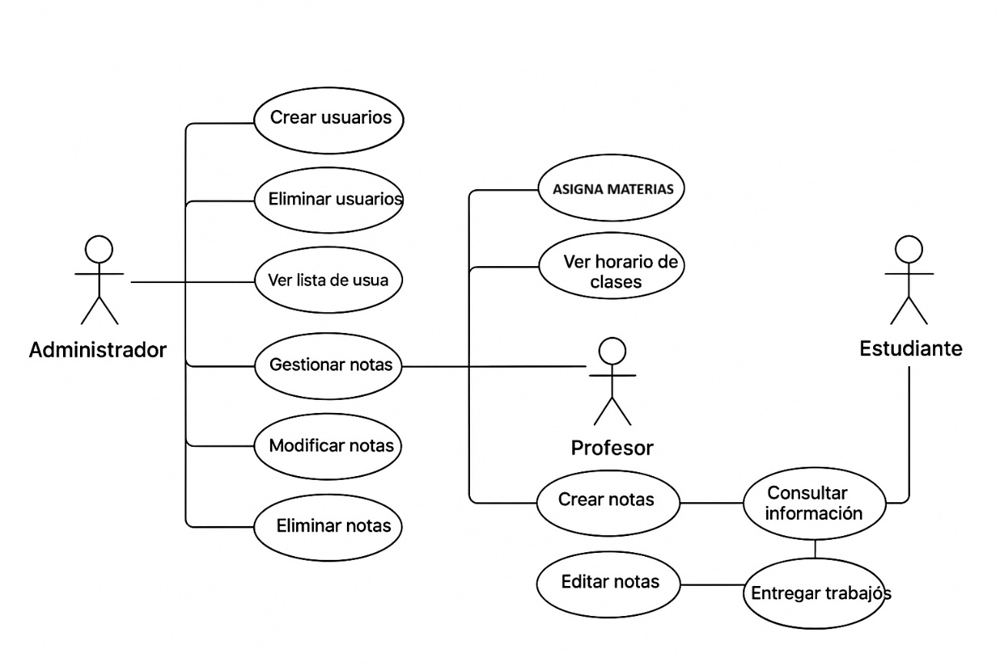 Crear usuarios
Eliminar usuarios
Ver lista de usua
Gestionar notas
Modificar notas
Eliminar notas
Administrador
ASIGNA MATERIAS
Ver horario de
clases
Profesor
Crear notas
Editar notas
Estudiante
Consultar
información
Entregar trabajós